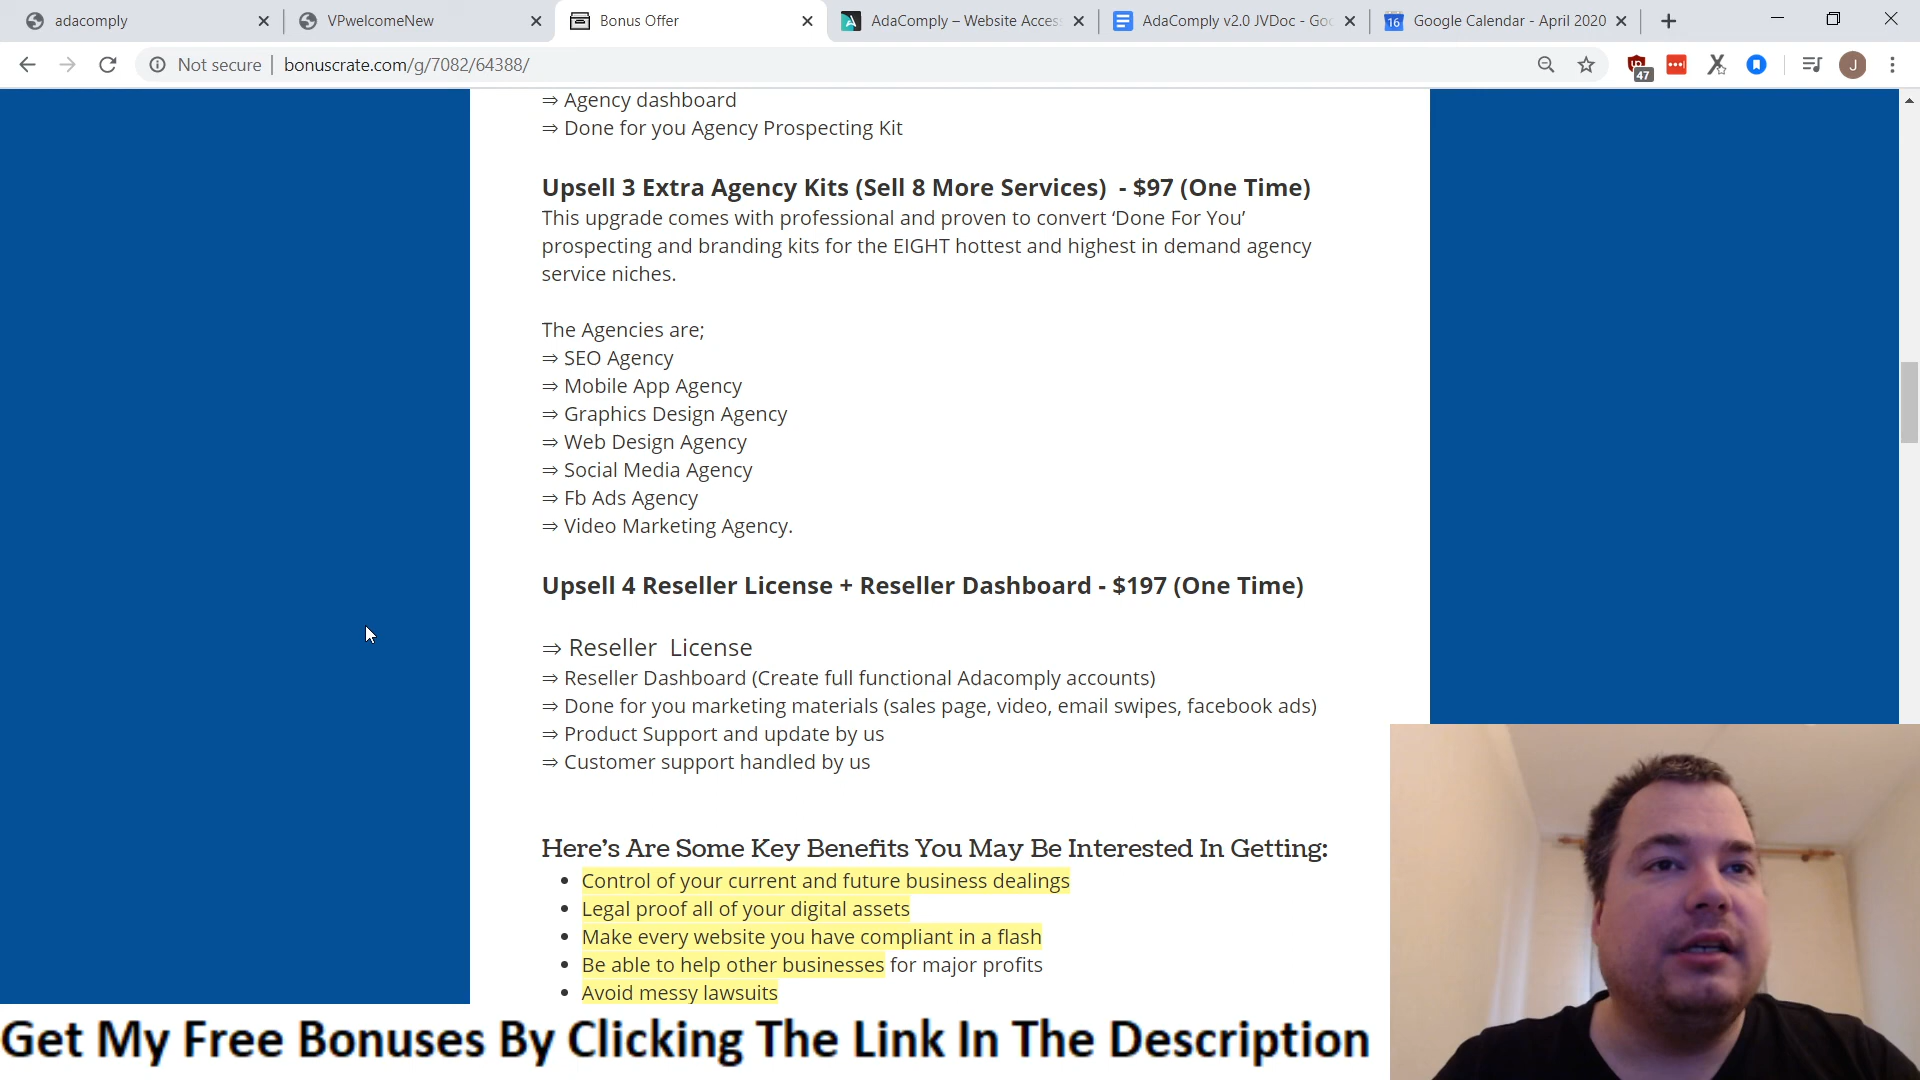 adacomply
VPwelcomeNew
Bonus Offer
AdaComply – Website Acces
AdaComply v2.0 JVDoc - Goo
Google Calendar - April 2020
16
Not secure
bonuscrate.com/g/7082/64388/
47
J
⇒ Agency dashboard
⇒ Done for you Agency Prospecting Kit
Upsell 3 Extra Agency Kits (Sell 8 More Services) - $97 (One Time)
This upgrade comes with professional and proven to convert ‘Done For You’
prospecting and branding kits for the EIGHT hottest and highest in demand agency
service niches.
The Agencies are;
⇒ SEO Agency
⇒ Mobile App Agency
⇒ Graphics Design Agency
⇒ Web Design Agency
⇒ Social Media Agency
⇒ Fb Ads Agency
⇒ Video Marketing Agency.
Upsell 4 Reseller License + Reseller Dashboard - $197 (One Time)
⇒ Reseller License
⇒ Reseller Dashboard (Create full functional Adacomply accounts)
⇒ Done for you marketing materials (sales page, video, email swipes, facebook ads)
⇒ Product Support and update by us
⇒ Customer support handled by us
Here’s Are Some Key Benefits You May Be Interested In Getting:
• Control of your current and future business dealings
• Legal proof all of your digital assets
• Make every website you have compliant in a flash
• Be able to help other businesses for major profits
• Avoid messy lawsuits
Get My Free Bonuses By Clicking The Link In The Description